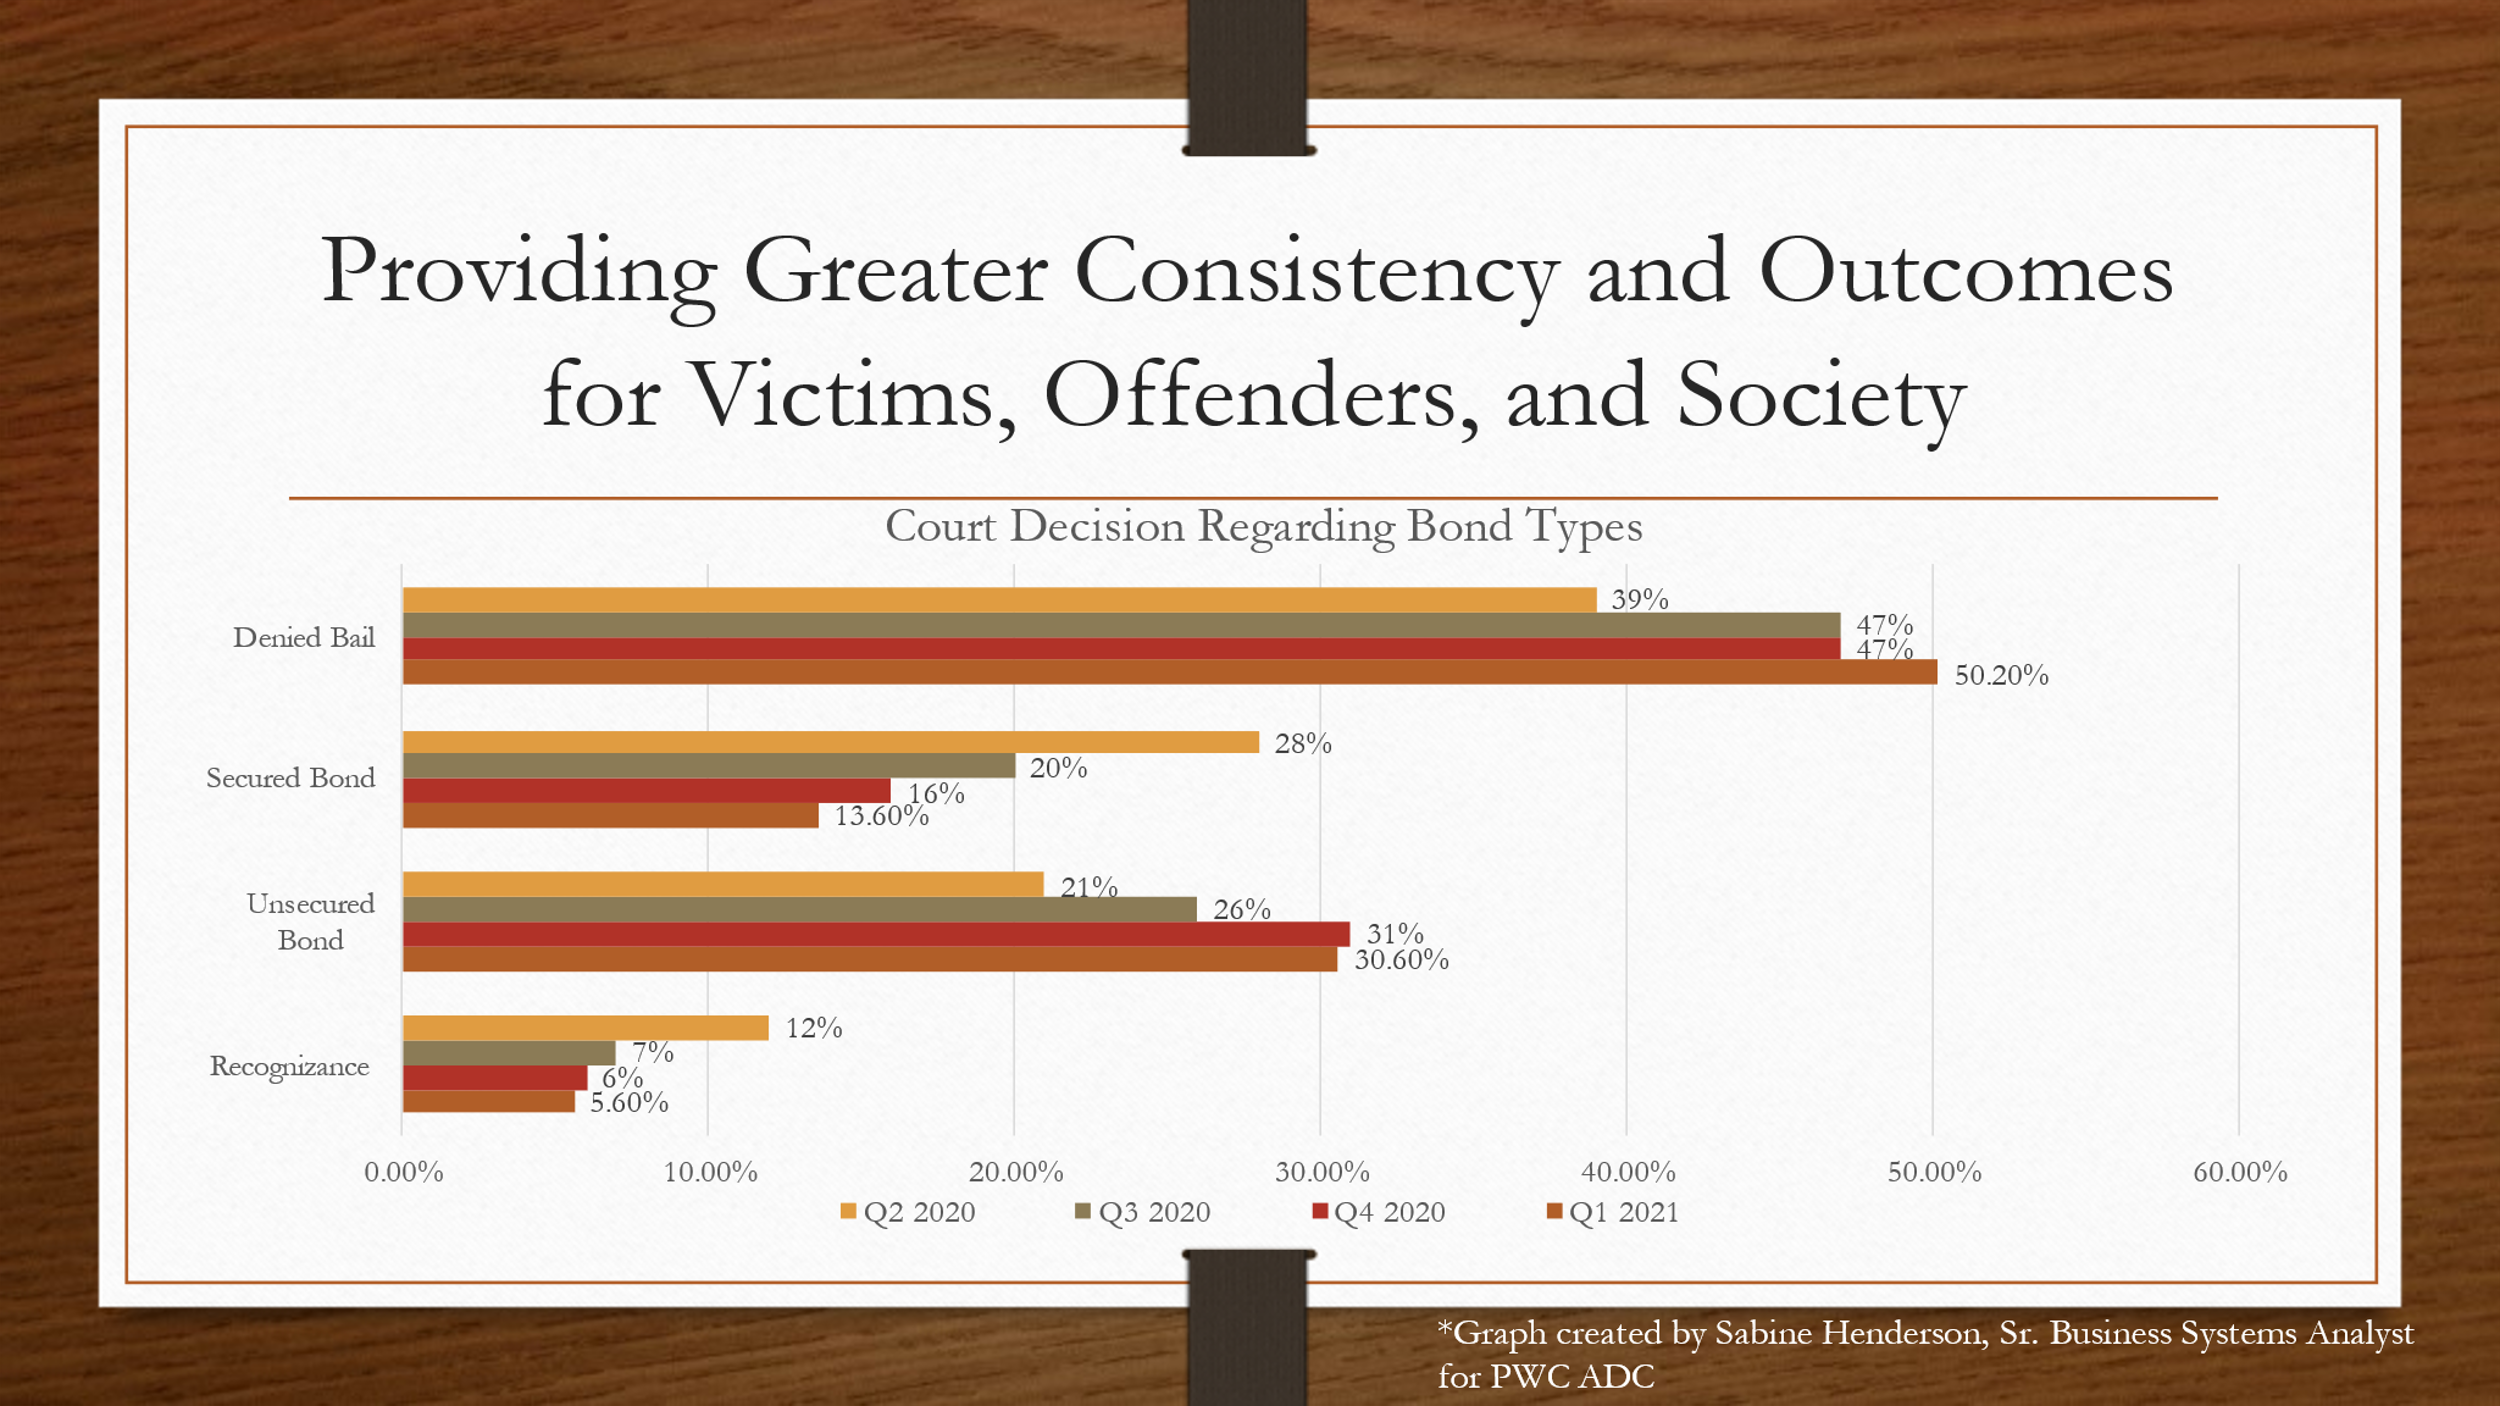 Providing Greater Consistency and Outcomes
for Victims, Offenders, and Society
Court Decision Regarding Bond Types
Denied Bail
39%
47%
47%
50.20%
Secured Bond
28%
20%
16%
13.60%
Unsecured
Bond
21%
26%
31%
30.60%
Recognizance
12%
7%
6%
5.60%
0.00% 10.00% 20.00% 30.00% 40.00% 50.00% 60.00%
Q2 2020 Q3 2020 Q4 2020 Q1 2021
*Graph created by Sabine Henderson, Sr. Business Systems Analyst
for PWC ADC